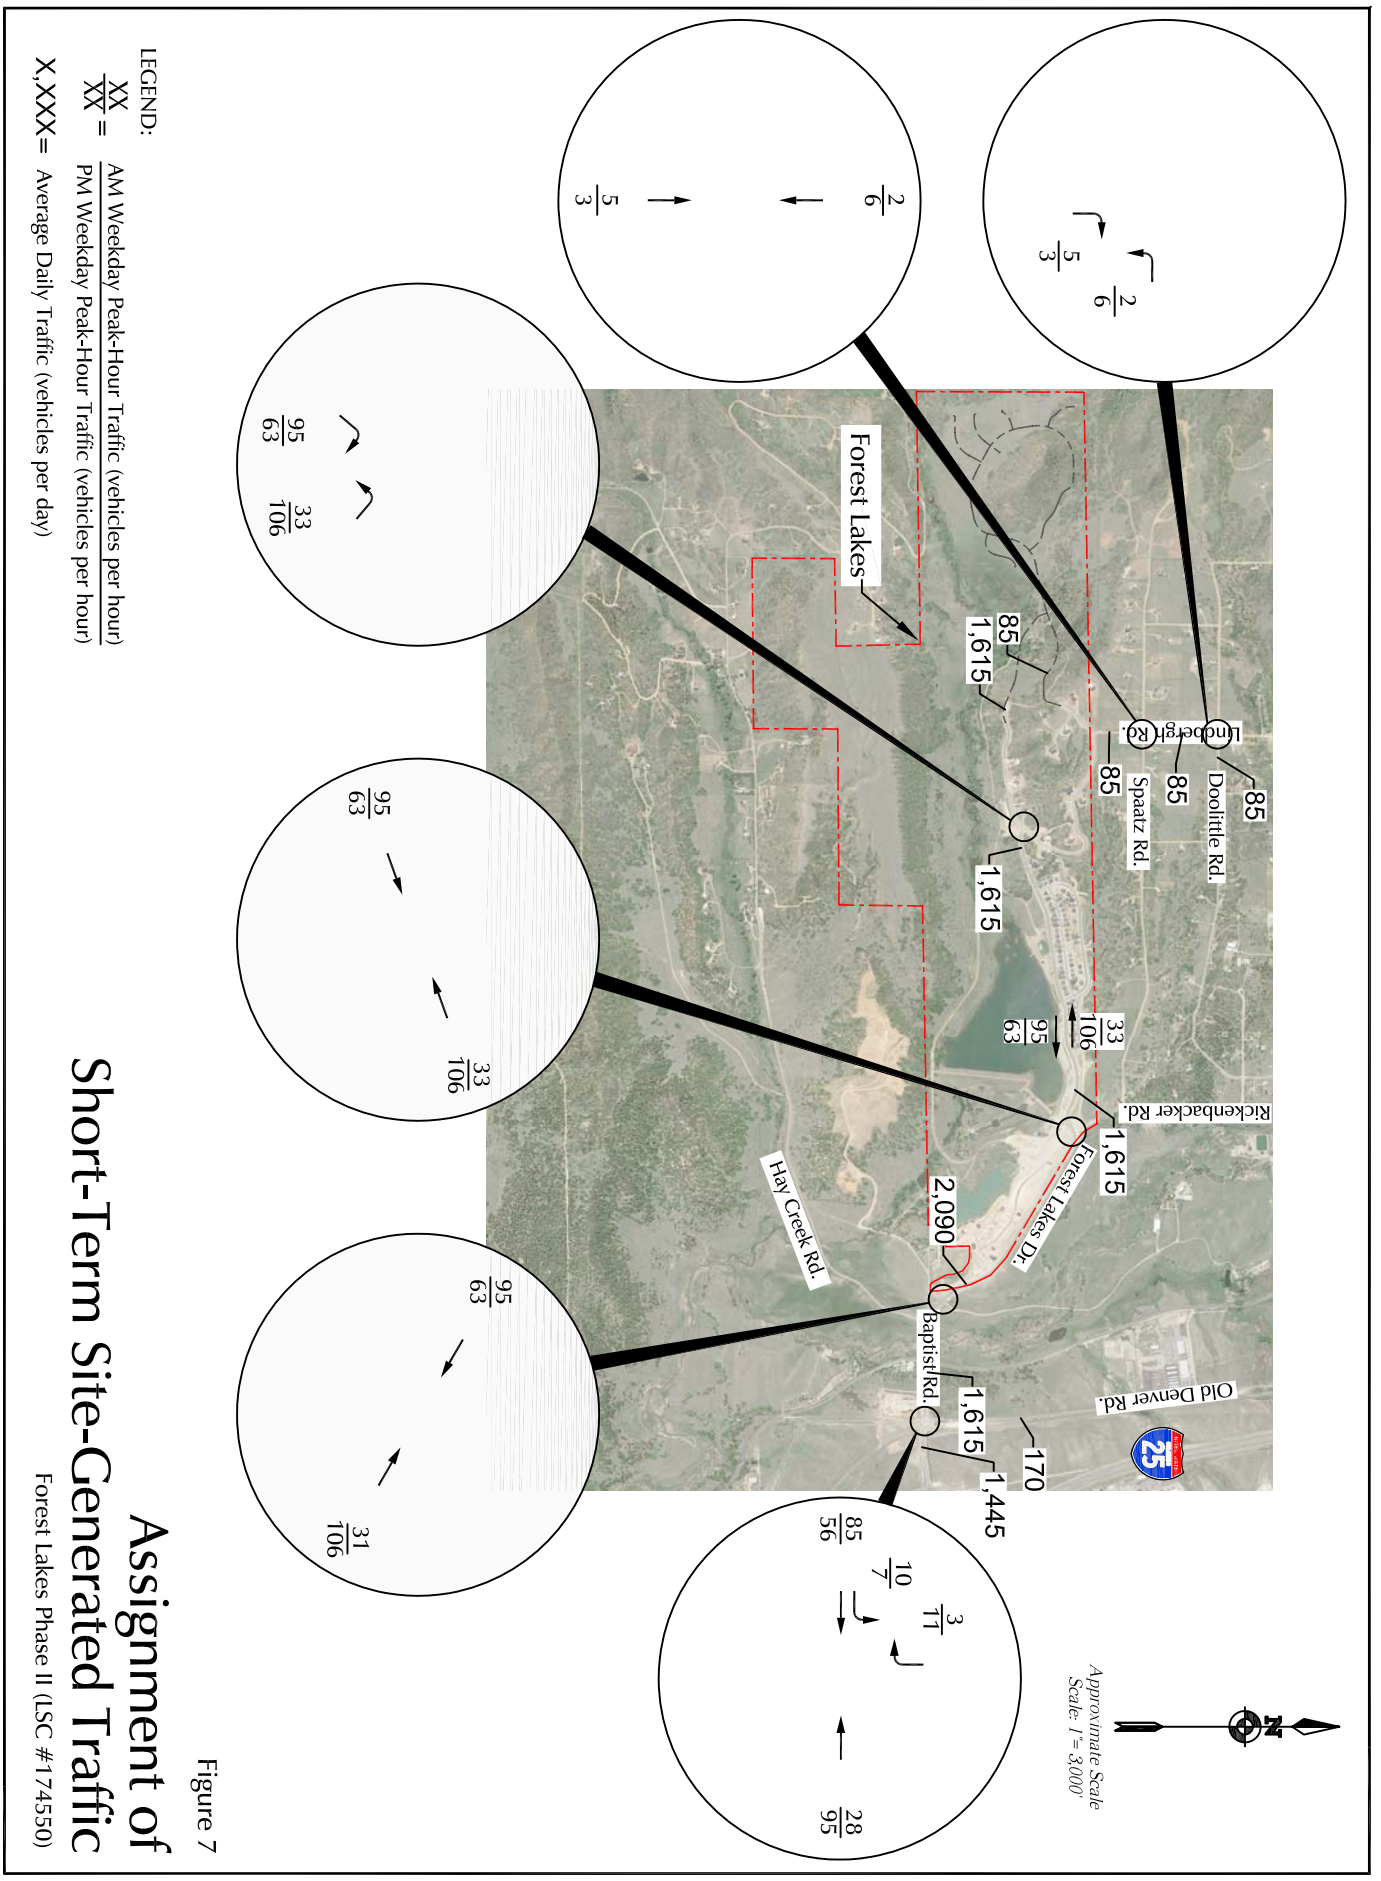 Approximate Scale
Scale: 1"= 3,000'
N
2
6
5
3
2
6
5
3
85
Doolittle Rd.
85
Spaatz Rd.
85
Lindbergh Rd.
Rickenbacker Rd.
Old Denver Rd.
25
Forest Lakes
85
1,615
1,615
33
106
95
63
1,615
Forest Lakes Dr.
2,090
Hay Creek Rd.
Baptist Rd.
1,615
170
1,445
3
11
10
7
85
56
28
95
95
63
33
106
95
63
33
106
95
63
31
106
LEGEND:
XX
XX = AM Weekday Peak-Hour Traffic (vehicles per hour)
PM Weekday Peak-Hour Traffic (vehicles per hour)
X,XXX= Average Daily Traffic (vehicles per day)
Figure 7
Assignment of
Short-Term Site-Generated Traffic
Forest Lakes Phase II (LSC #174550)